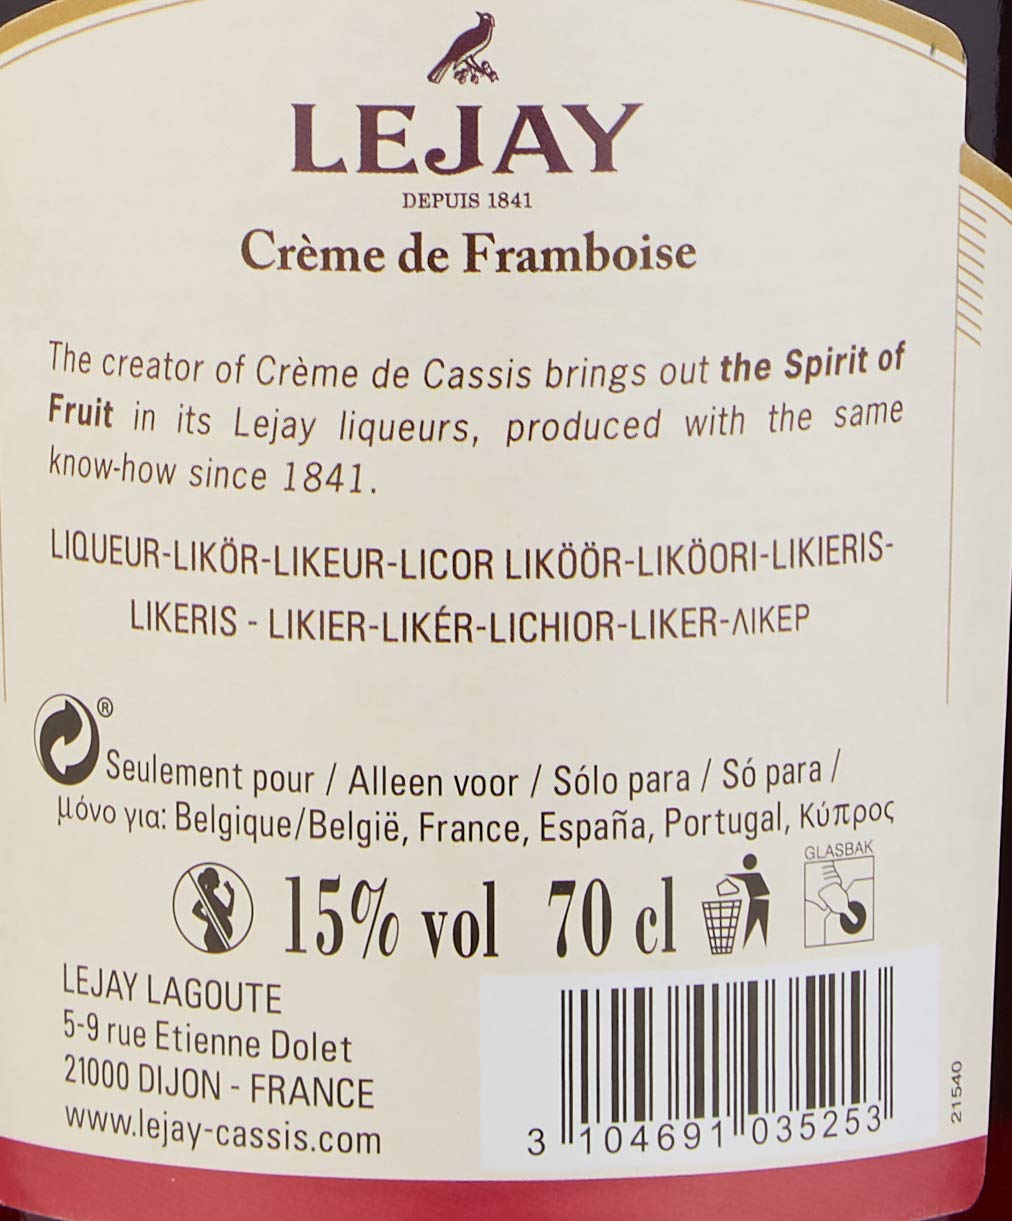 LEJAY
DEPUIS 1841
Crème de Framboise
The creator of Crème de Cassis brings out the Spirit of
Fruit in its Lejay liqueurs, produced with the same
know-how since 1841.
LIQUEUR-LIKÖR-LIKEUR-LICOR LIKÖÖR-LIKÖORI-LIKIERIS-
LIKERIS - LIKIER-LIKÉR-LICHIOR-LIKER-ΛΙΚΕΡ
®
Seulement pour / Alleen voor / Sólo para / Só para /
μόνο για: Belgique/België, France, España, Portugal, Κύπρος
GLASBAK
15% vol 70 cl
LEJAY LAGOUTE
5-9 rue Etienne Dolet
21000 DIJON - FRANCE
www.lejay-cassis.com
3 104691 035253
21540